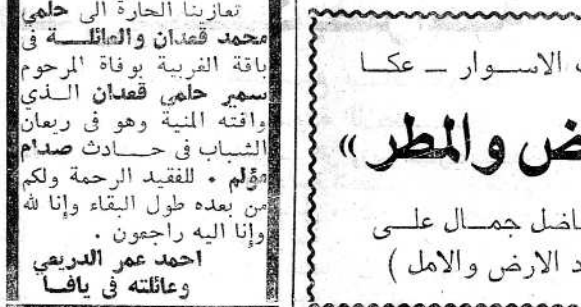 تعازينا الحارة الى حلمي
محمد قعدان والعائلة في
باقة الغربية بوفاة المرحوم
سمير حلمي قعدان الذي
وافته المنية وهو في ريعان
الشباب في حادث صدام
مؤلم . للفقيد الرحمة ولكم
من بعده طول البقاء وإنا لله
وإنا اليه راجعون .
احمد عمر الدريعي
وعائلته في يافا
الاسوار - عكا
والمطر »
جمال على
الارض والامل )